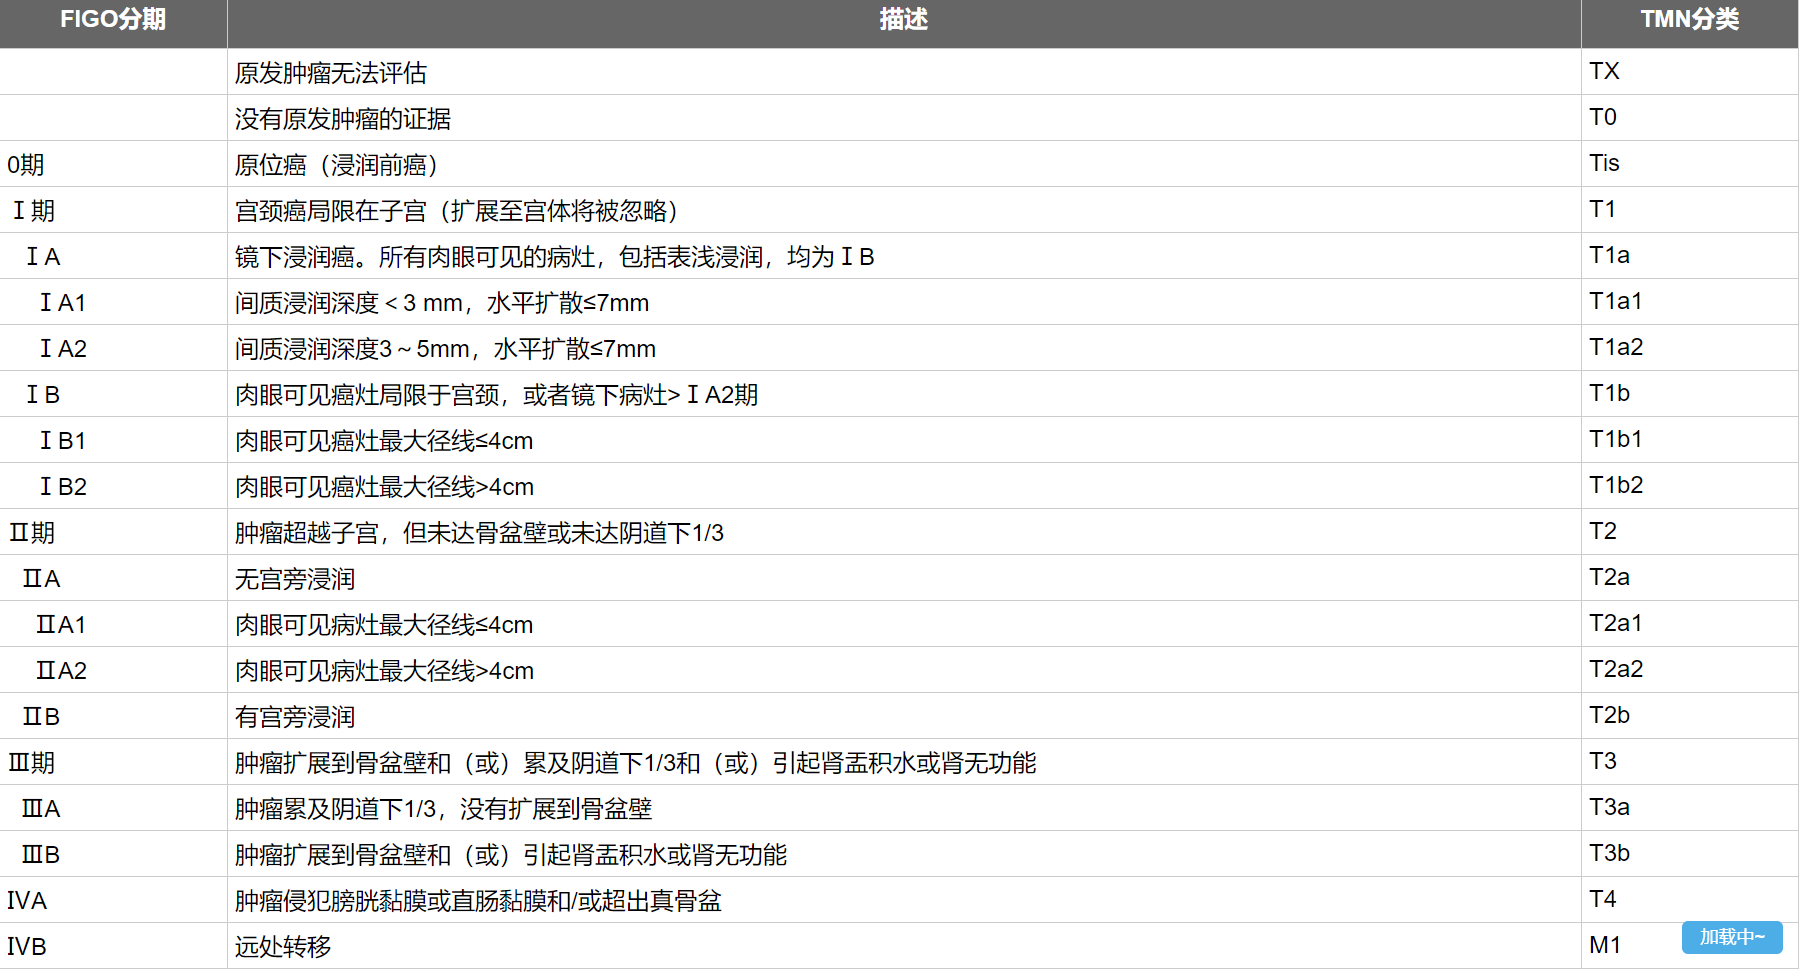 FIGO分期 描述 TMN分类
原发肿瘤无法评估 TX
没有原发肿瘤的证据 T0
0期 原位癌（浸润前癌） Tis
Ⅰ期 宫颈癌局限在子宫（扩展至宫体将被忽略） T1
ⅠA 镜下浸润癌。所有肉眼可见的病灶，包括表浅浸润，均为ⅠB T1a
ⅠA1 间质浸润深度＜3 mm，水平扩散≤7mm T1a1
ⅠA2 间质浸润深度3～5mm，水平扩散≤7mm T1a2
ⅠB 肉眼可见癌灶局限于宫颈，或者镜下病灶>ⅠA2期 T1b
ⅠB1 肉眼可见癌灶最大径线≤4cm T1b1
ⅠB2 肉眼可见癌灶最大径线>4cm T1b2
Ⅱ期 肿瘤超越子宫，但未达骨盆壁或未达阴道下1/3 T2
ⅡA 无宫旁浸润 T2a
ⅡA1 肉眼可见病灶最大径线≤4cm T2a1
ⅡA2 肉眼可见病灶最大径线>4cm T2a2
ⅡB 有宫旁浸润 T2b
Ⅲ期 肿瘤扩展到骨盆壁和（或）累及阴道下1/3和（或）引起肾盂积水或肾无功能 T3
ⅢA 肿瘤累及阴道下1/3，没有扩展到骨盆壁 T3a
ⅢB 肿瘤扩展到骨盆壁和（或）引起肾盂积水或肾无功能 T3b
ⅣA 肿瘤侵犯膀胱黏膜或直肠黏膜和/或超出真骨盆 T4
ⅣB 远处转移 M1
加载中~